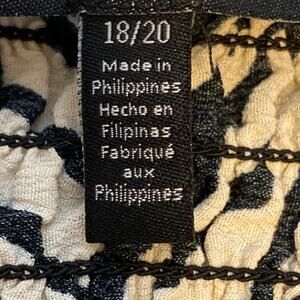 18/20
Made in
Philippines
Hecho en
Filipinas
Fabriqué
aux
Philippines